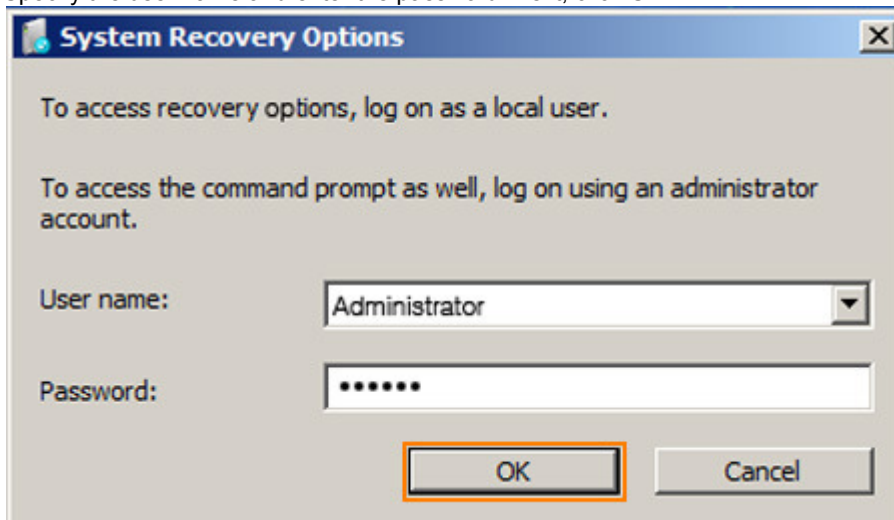 System Recovery Options
To access recovery options, log on as a local user.
To access the command prompt as well, log on using an administrator
account.
User name:
Administrator
Password:
••••••
OK
Cancel